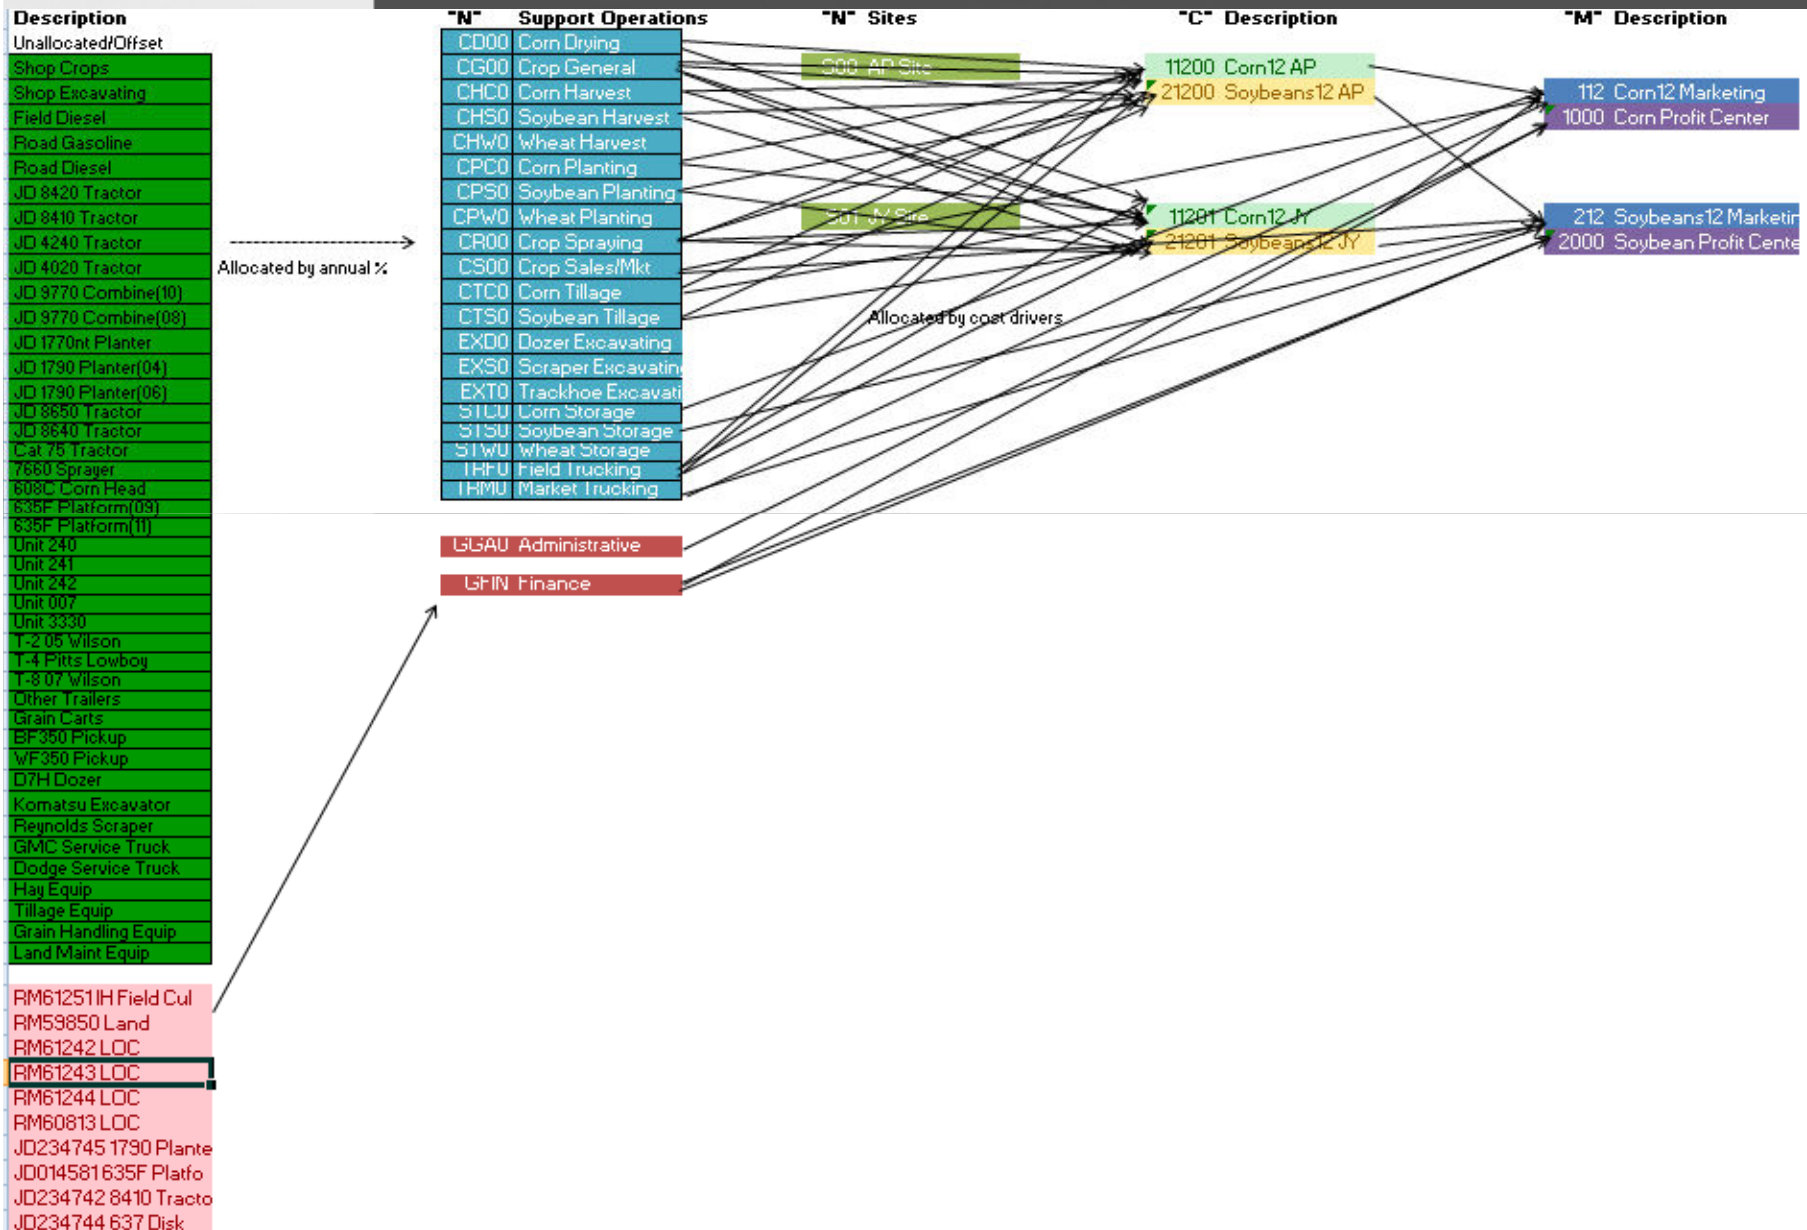 Description "N" Support Operations "N" Sites "C" Description "M" Description
Unallocated/Offset CD00 Corn Drying
Shop Crops CG00 Crop General S00 AP Site 11200 Corn12 AP
Shop Excavating CHC0 Corn Harvest 21200 Soybeans12 AP 112 Corn12 Marketing
Field Diesel CHS0 Soybean Harvest 1000 Corn Profit Center
Road Gasoline CHW0 Wheat Harvest
Road Diesel CPC0 Corn Planting
JD 8420 Tractor CPS0 Soybean Planting
JD 8410 Tractor CPW0 Wheat Planting S01 JY Site 11201 Corn12 JY 212 Soybeans12 Marketin
JD 4240 Tractor CR00 Crop Spraying 21201 Soybeans12 JY 2000 Soybean Profit Cente
JD 4020 Tractor Allocated by annual % CS00 Crop Sales/Mkt
JD 9770 Combine(10) CTC0 Corn Tillage
JD 9770 Combine(08) CTS0 Soybean Tillage Allocated by cost drivers
JD 1770nt Planter EXD0 Dozer Excavating
JD 1790 Planter(04) EXS0 Scraper Excavatin
JD 1790 Planter(06) EXT0 Trackhoe Excavati
JD 8650 Tractor STC0 Corn Storage
JD 8640 Tractor STS0 Soybean Storage
Cat 75 Tractor STW0 Wheat Storage
7660 Sprayer TRF0 Field Trucking
608C Corn Head TRM0 Market Trucking
635F Platform(09)
635F Platform(11)
Unit 240 GGA0 Administrative
Unit 241
Unit 242 GFIN Finance
Unit 007
Unit 3330
T-2 05 Wilson
T-4 Pitts Lowboy
T-8 07 Wilson
Other Trailers
Grain Carts
BF350 Pickup
WF350 Pickup
D7H Dozer
Komatsu Excavator
Reynolds Scraper
GMC Service Truck
Dodge Service Truck
Hay Equip
Tillage Equip
Grain Handling Equip
Land Maint Equip
RM61251 IH Field Cul
RM59850 Land
RM61242 LOC
RM61243 LOC
RM61244 LOC
RM60813 LOC
JD234745 1790 Plante
JD014581 635F Platfo
JD234742 8410 Tracto
JD234744 637 Disk